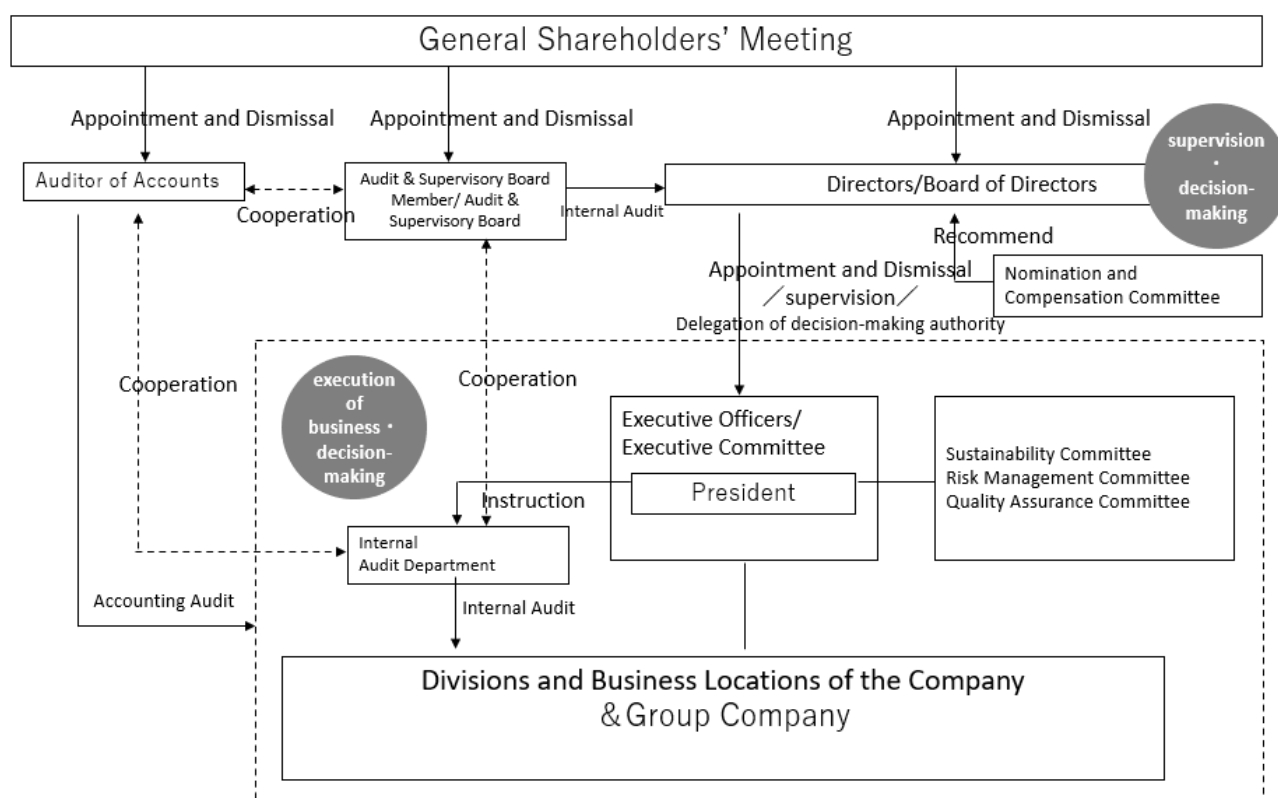 General Shareholders' Meeting
Appointment and Dismissal
Appointment and Dismissal
Appointment and Dismissal
supervision
・
decision-
making
Auditor of Accounts
Cooperation
Audit & Supervisory Board
Member/ Audit &
Supervisory Board
Internal Audit
Directors/Board of Directors
Recommend
Nomination and
Compensation Committee
Appointment and Dismissal
／supervision／
Delegation of decision-making authority
Cooperation
execution
of
business・
decision-
making
Cooperation
Executive Officers/
Executive Committee
President
Sustainability Committee
Risk Management Committee
Quality Assurance Committee
Instruction
Internal
Audit Department
Accounting Audit
Internal Audit
Divisions and Business Locations of the Company
&Group Company